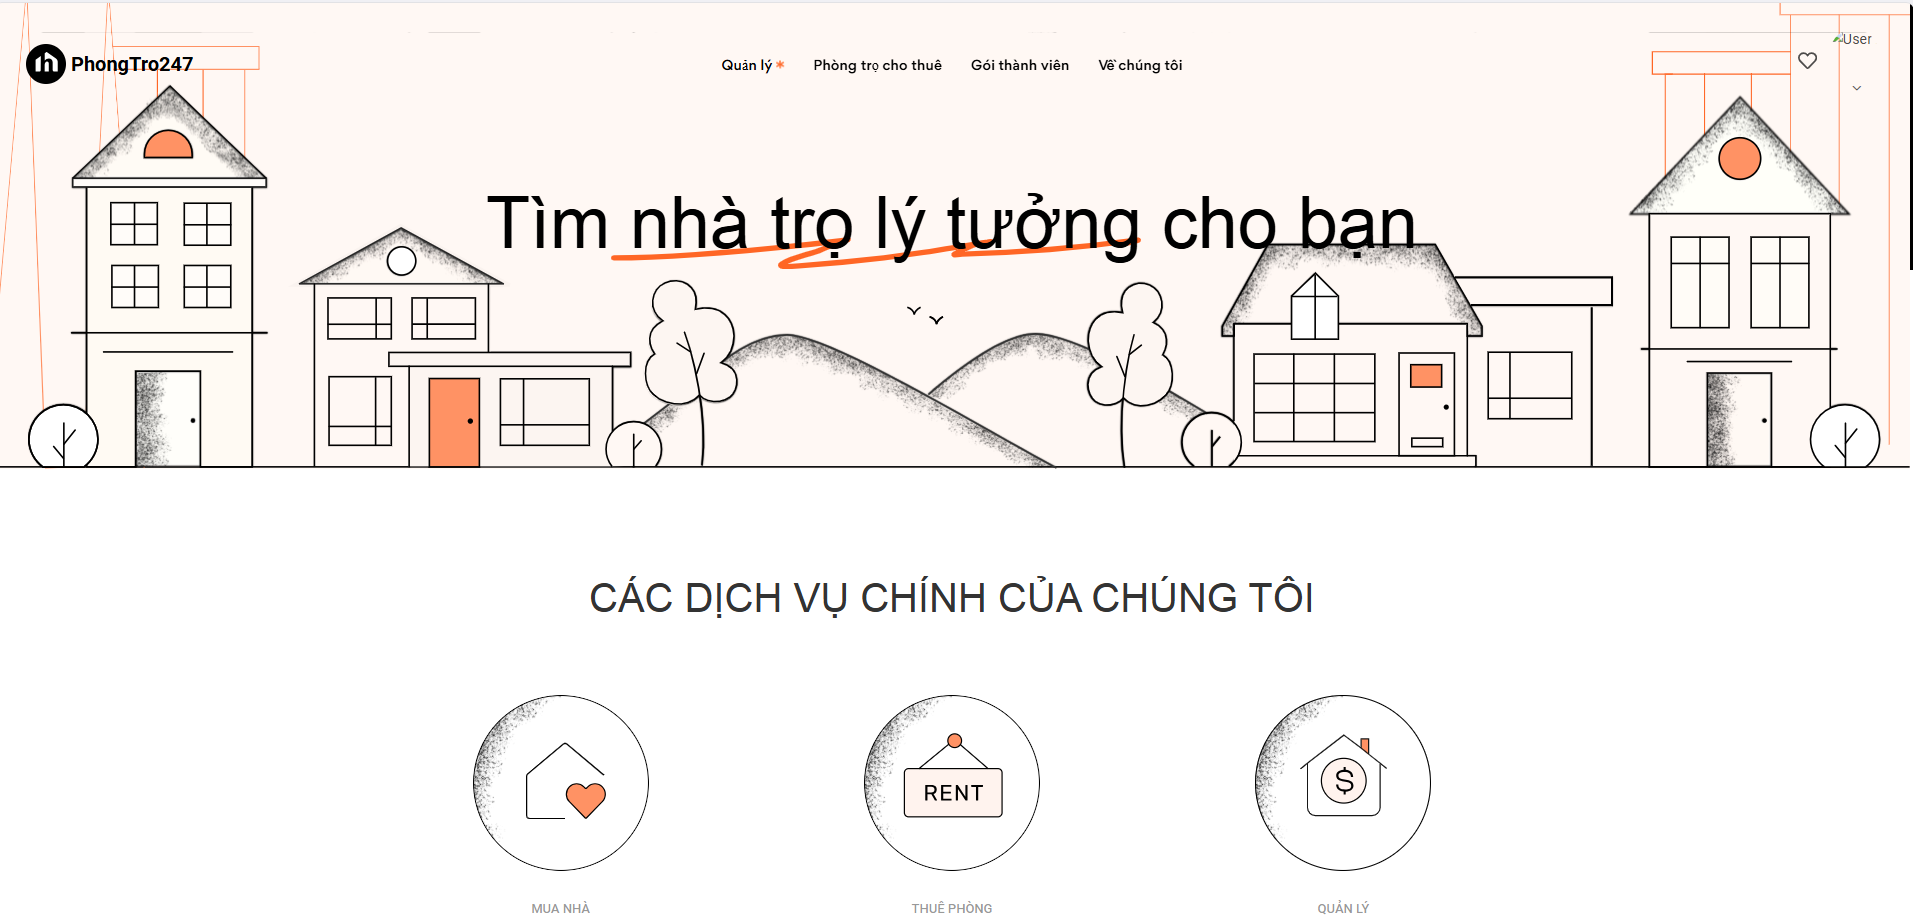 PhongTro247
Quản lý *
Phòng trọ cho thuê
Gói thành viên
Về chúng tôi
User
Tìm nhà trọ lý tưởng cho bạn
CÁC DỊCH VỤ CHÍNH CỦA CHÚNG TÔI
RENT
$
MUA NHÀ
THUÊ PHÒNG
QUẢN LÝ